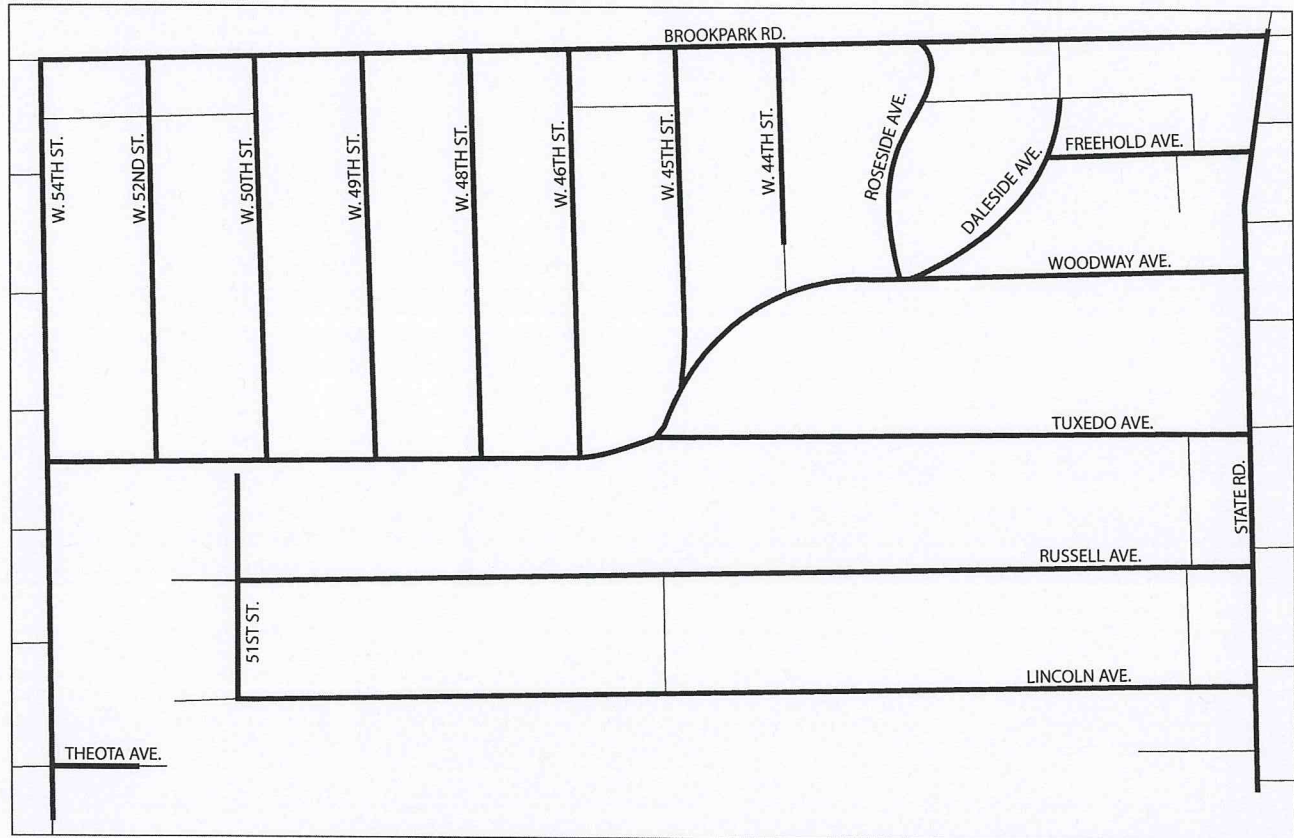 BROOKPARK RD.
W. 54TH ST.
W. 52ND ST.
W. 50TH ST.
W. 49TH ST.
W. 48TH ST.
W. 46TH ST.
W. 45TH ST.
W. 44TH ST.
ROSESIDE AVE.
DALESIDE AVE.
FREEHOLD AVE.
WOODWAY AVE.
TUXEDO AVE.
STATE RD.
RUSSELL AVE.
51ST ST.
LINCOLN AVE.
THEOTA AVE.